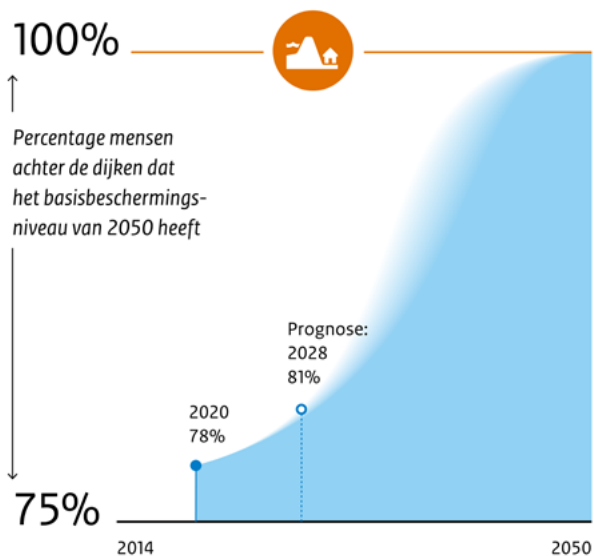 100%
Percentage mensen
achter de dijken dat
het basisbeschermings-
niveau van 2050 heeft
Prognose:
2028
81%
2020
78%
75%
2014
2050